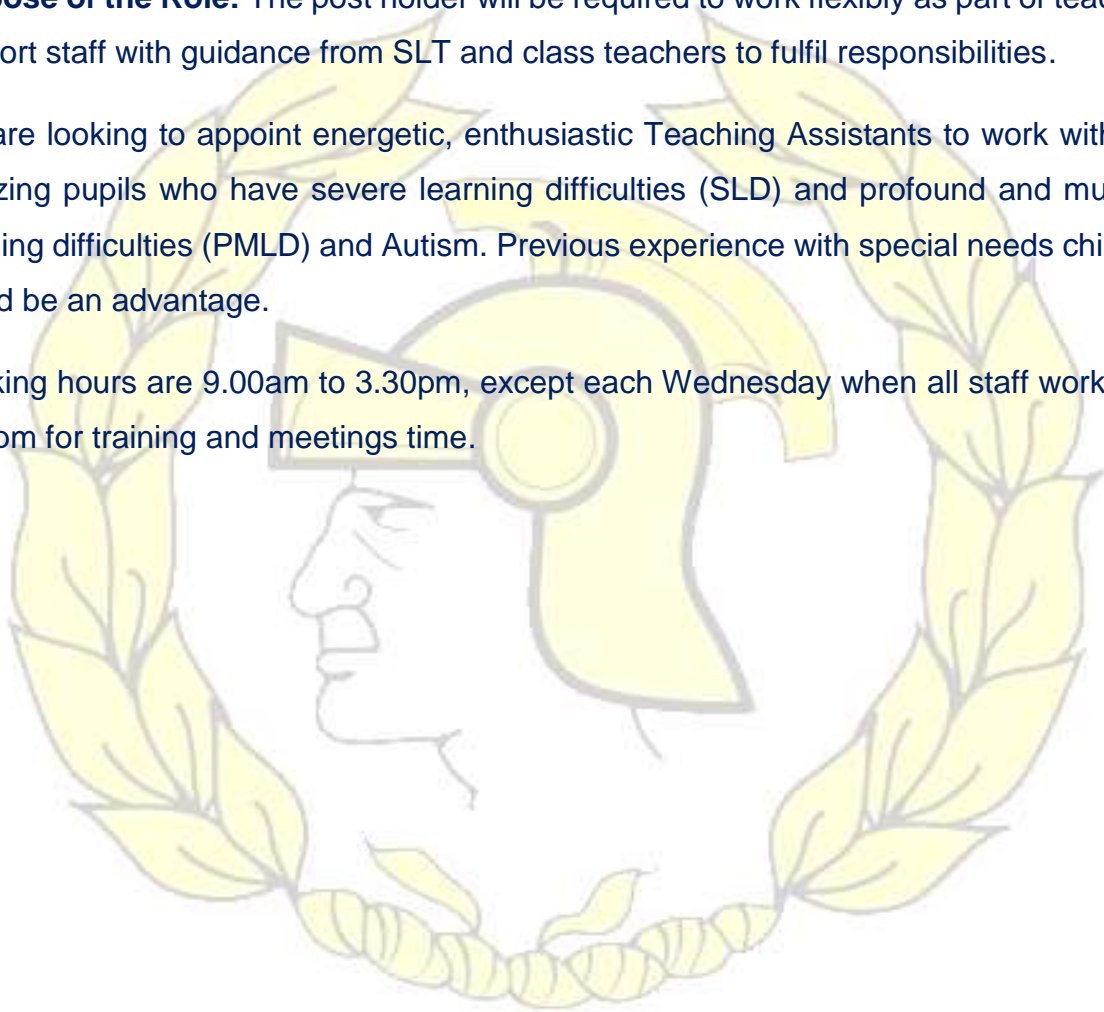 ose of the Role: The post holder will be required to work flexibly as part of teac
ort staff with guidance from SLT and class teachers to fulfil responsibilities.
are looking to appoint energetic, enthusiastic Teaching Assistants to work with
zing pupils who have severe learning difficulties (SLD) and profound and mu
ing difficulties (PMLD) and Autism. Previous experience with special needs chi
d be an advantage.
king hours are 9.00am to 3.30pm, except each Wednesday when all staff work
om for training and meetings time.